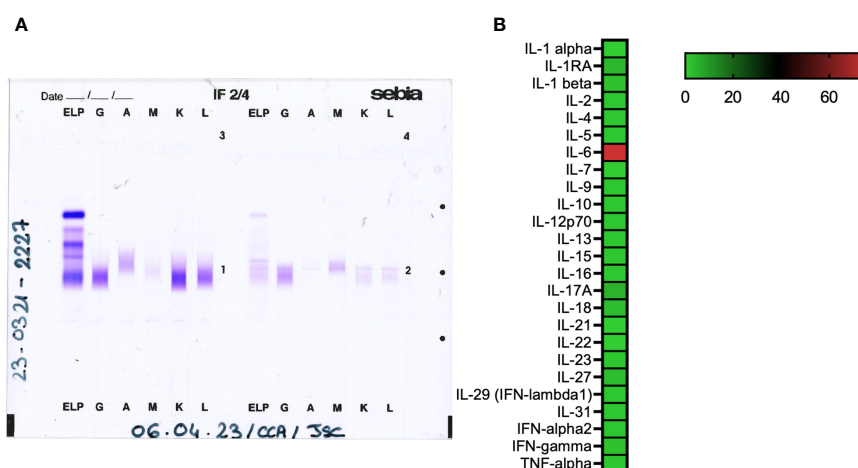 A
B
Date ___/___/___
IF 2/4
sebia
ELP G A M K L
ELP G A M K L
3
4
1
2
23-0321-2227
ELP G A M K L
ELP G A M K L
06.04.23/CCA/JSC
IL-1 alpha
IL-1RA
IL-1 beta
IL-2
IL-4
IL-5
IL-6
IL-7
IL-9
IL-10
IL-12p70
IL-13
IL-15
IL-16
IL-17A
IL-18
IL-21
IL-22
IL-23
IL-27
IL-29 (IFN-lambda1)
IL-31
IFN-alpha2
IFN-gamma
TNF-alpha
0 20 40 60